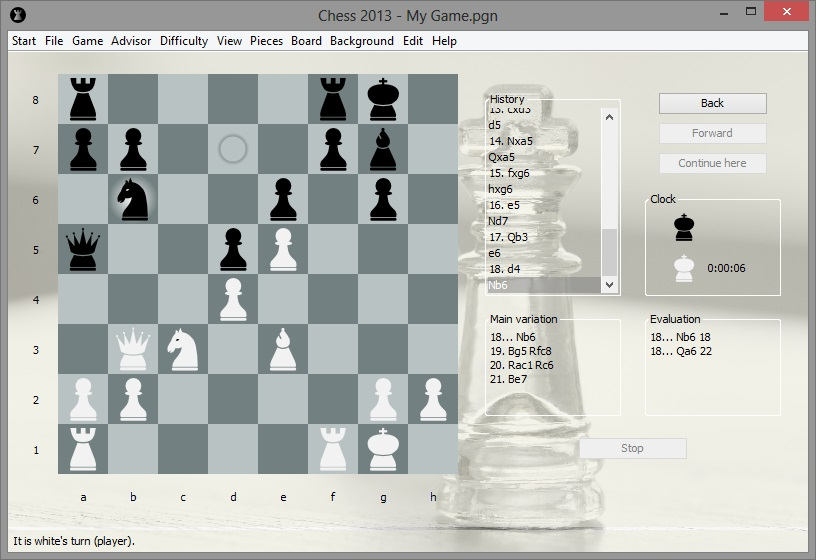 Chess 2013 - My Game.pgn
Start File Game Advisor Difficulty View Pieces Board Background Edit Help
8
7
6
5
4
3
2
1
a b c d e f g h
History
13. cxd3
d5
14. Nxa5
Qxa5
15. fxg6
hxg6
16. e5
Nd7
17. Qb3
e6
18. d4
Nb6
Back
Forward
Continue here
Clock
0:00:06
Main variation
18... Nb6
19. Bg5 Rfc8
20. Rac1 Rc6
21. Be7
Evaluation
18... Nb6 18
18... Qa6 22
Stop
It is white's turn (player).